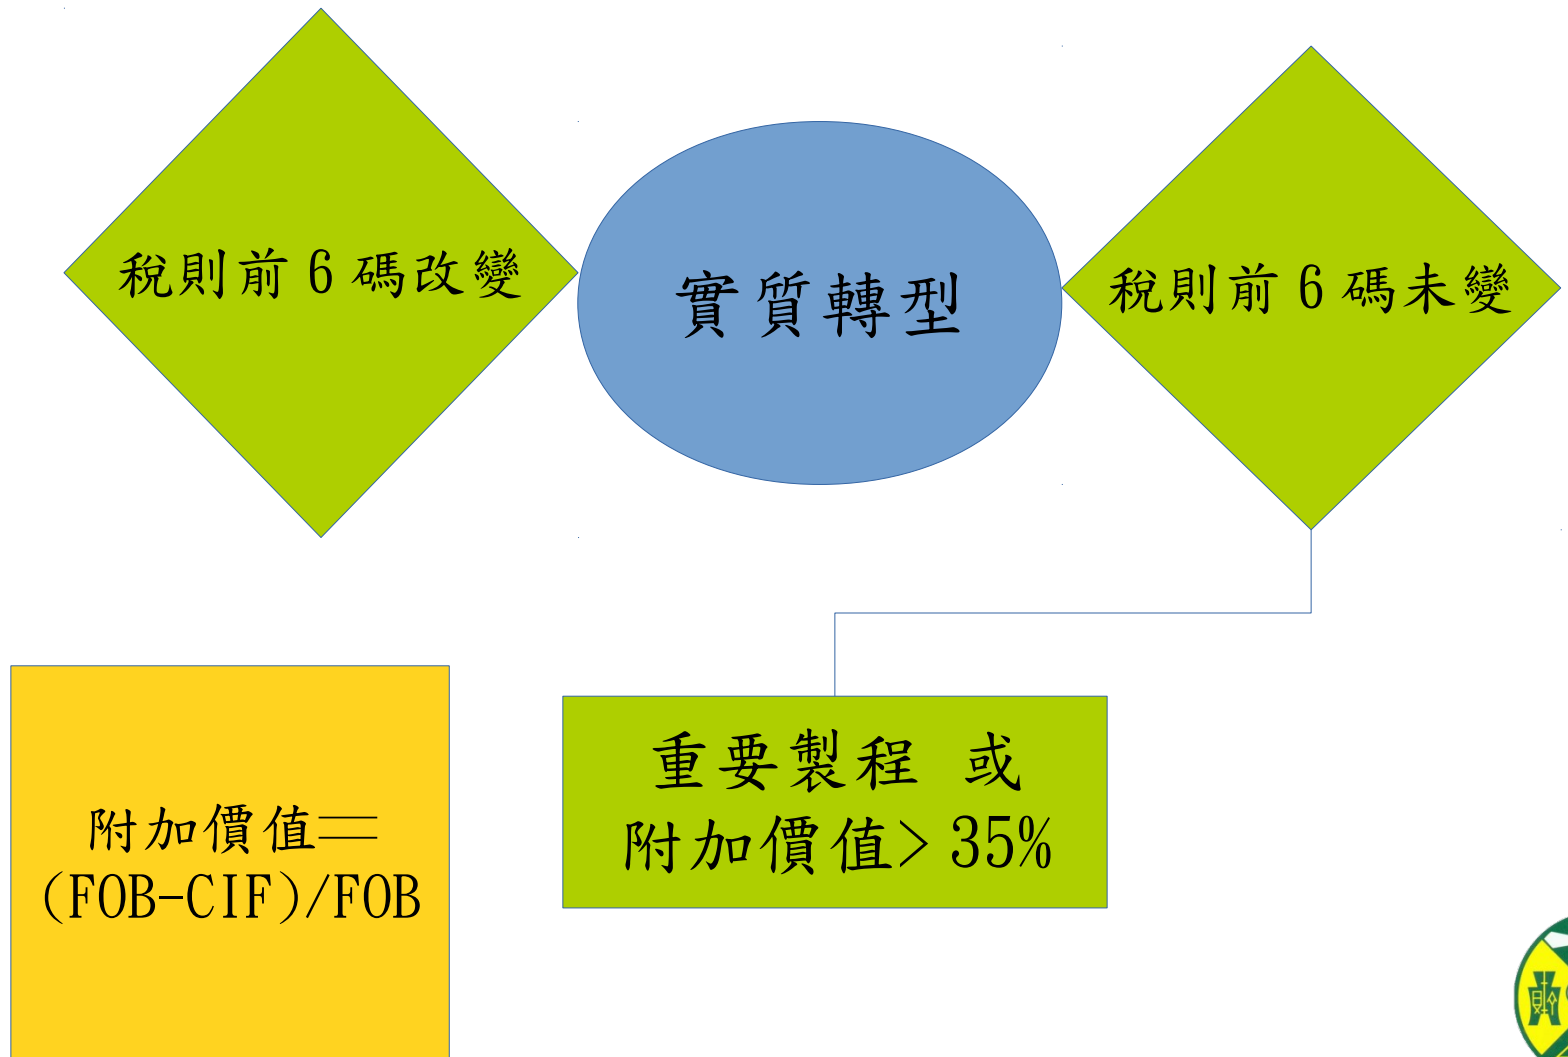 稅則前6碼改變
實質轉型
稅則前6碼未變
重要製程 或
附加價值>35%
附加價值=
(FOB-CIF)/FOB
財